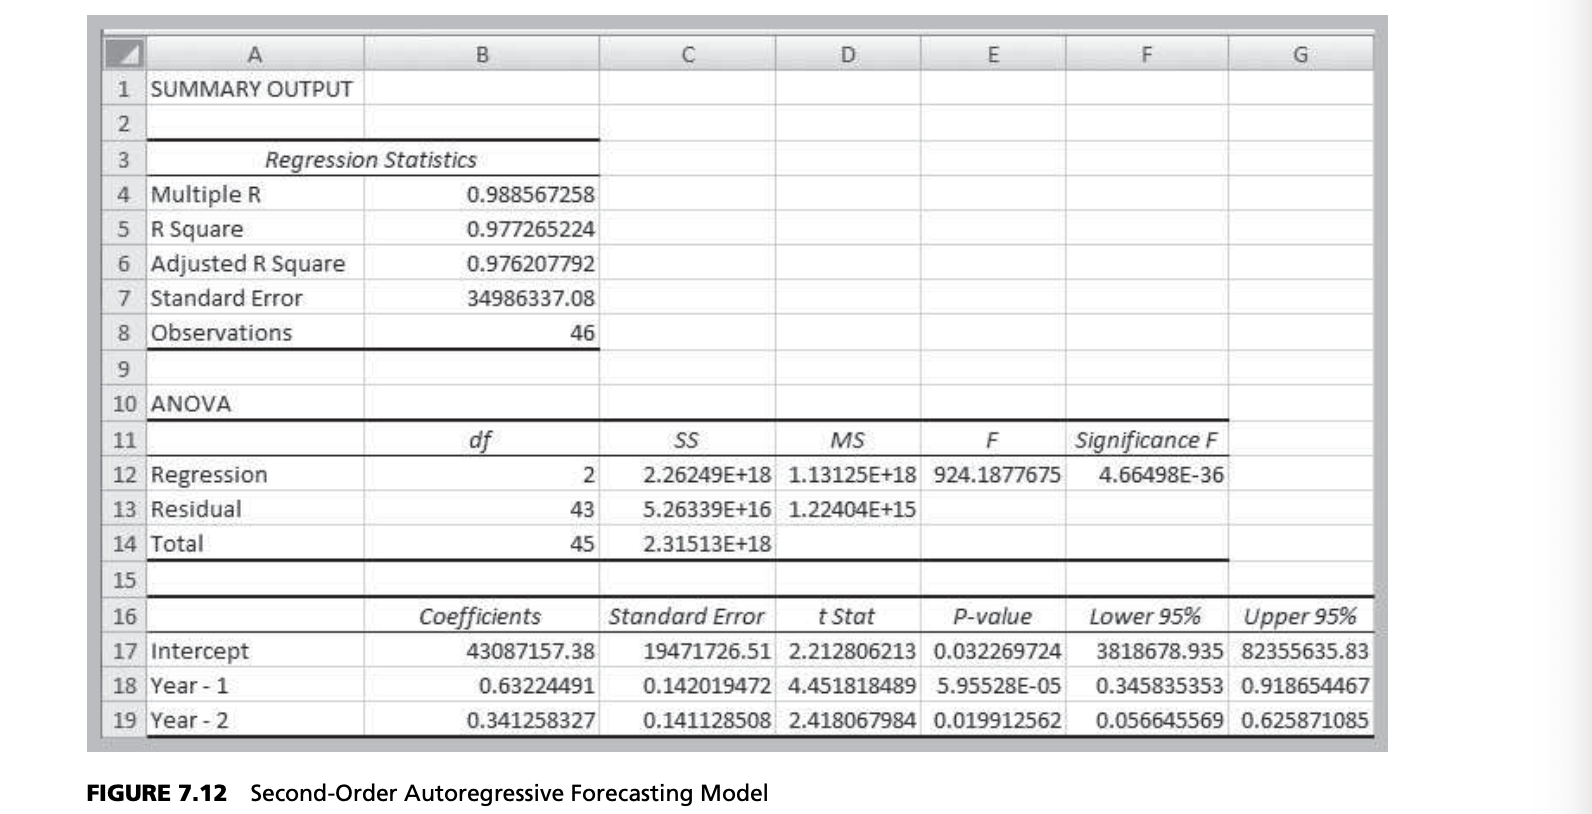 A B C D E F G
1 SUMMARY OUTPUT
2
3 Regression Statistics
4 Multiple R 0.988567258
5 R Square 0.977265224
6 Adjusted R Square 0.976207792
7 Standard Error 34986337.08
8 Observations 46
9
10 ANOVA
11 df SS MS F Significance F
12 Regression 2 2.26249E+18 1.13125E+18 924.1877675 4.66498E-36
13 Residual 43 5.26339E+16 1.22404E+15
14 Total 45 2.31513E+18
15
16 Coefficients Standard Error t Stat P-value Lower 95% Upper 95%
17 Intercept 43087157.38 19471726.51 2.212806213 0.032269724 3818678.935 82355635.83
18 Year - 1 0.63224491 0.142019472 4.451818489 5.95528E-05 0.345835353 0.918654467
19 Year - 2 0.341258327 0.141128508 2.418067984 0.019912562 0.056645569 0.625871085
FIGURE 7.12 Second-Order Autoregressive Forecasting Model